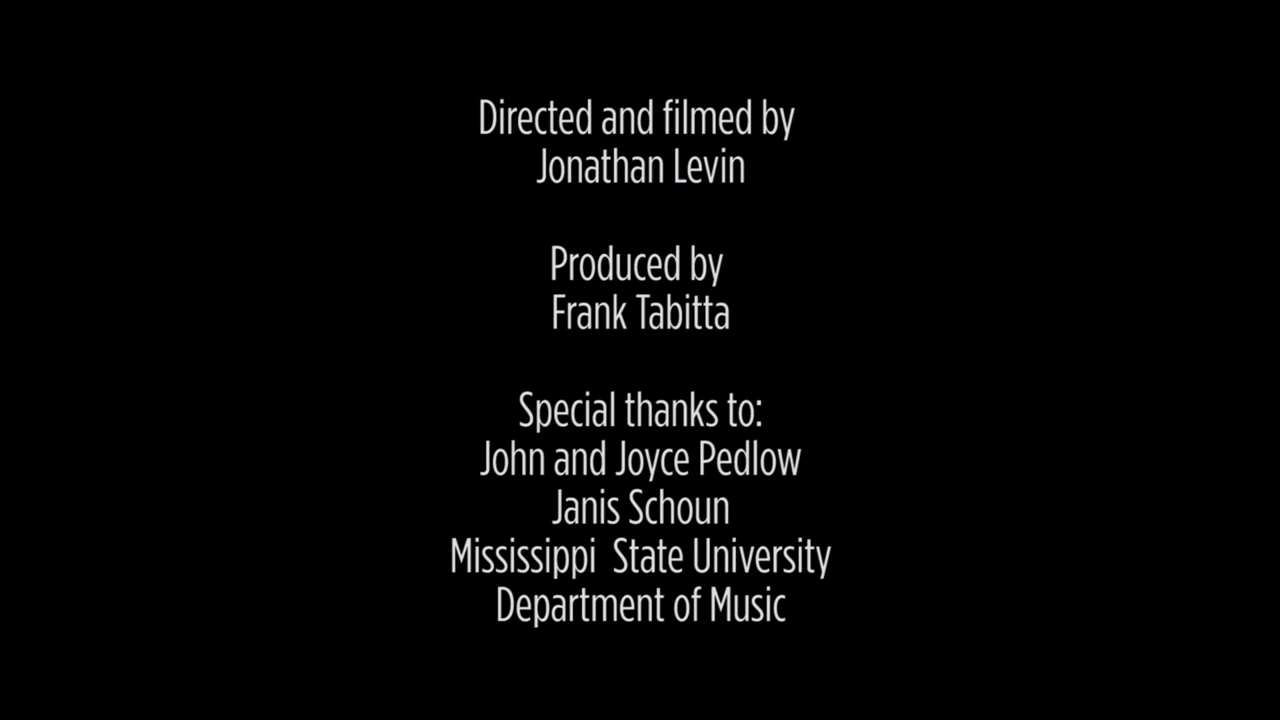 Directed and filmed by
Jonathan Levin
Produced by
Frank Tabitta
Special thanks to:
John and Joyce Pedlow
Janis Schoun
Mississippi  State University
Department of Music